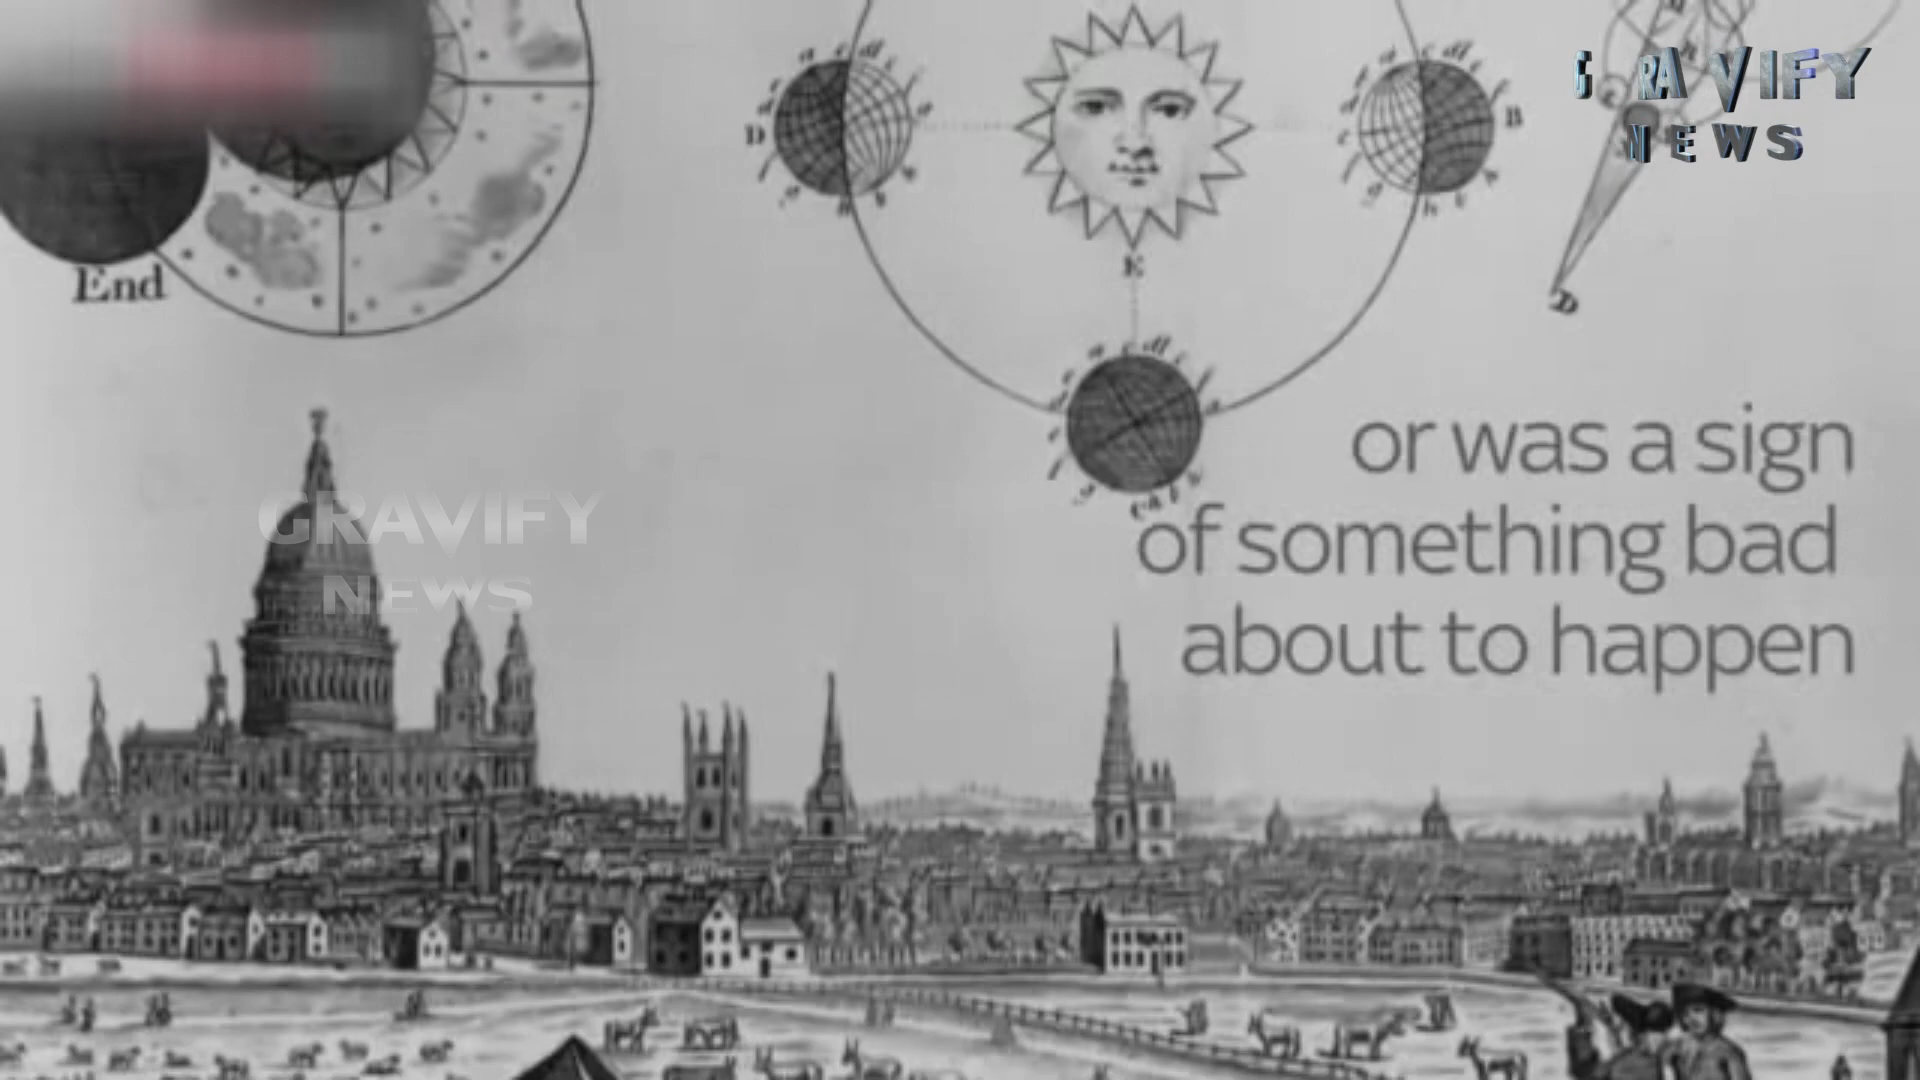 GRAVIFY
NEWS
D
B
E
End
D
or was a sign
of something bad
about to happen
GRAVIFY
NEWS